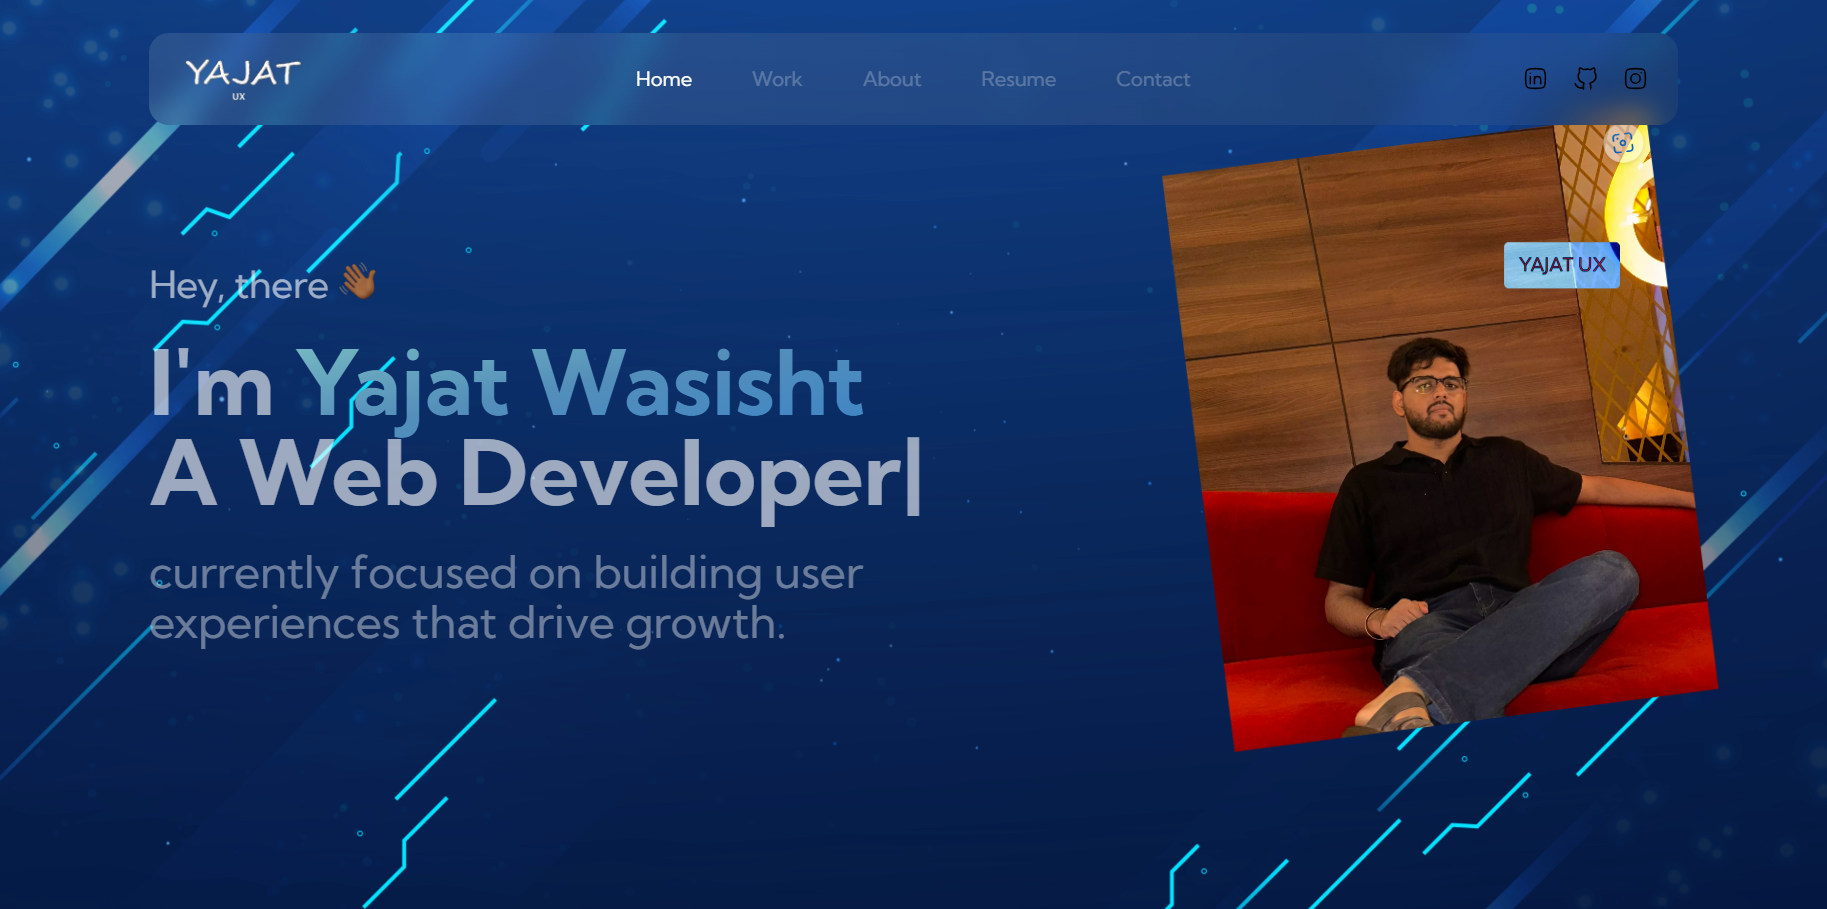 YAJAT
UX
Home
Work
About
Resume
Contact
in
YAJAT UX
Hey, there 👋🏾
I'm Yajat Wasisht
A Web Developer|
currently focused on building user
experiences that drive growth.